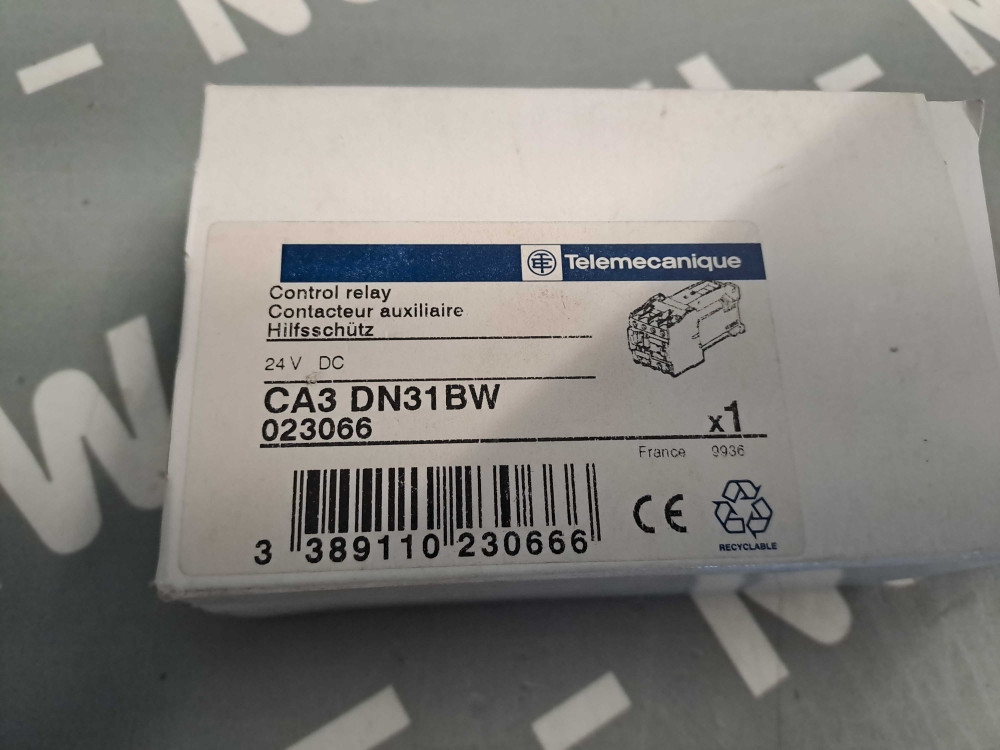 Telemecanique
Control relay
Contacteur auxiliaire
Hilfsschütz
24 V DC
CA3 DN31BW
023066
x1
France 9936
3 389110 230666
CE
RECYCLABLE